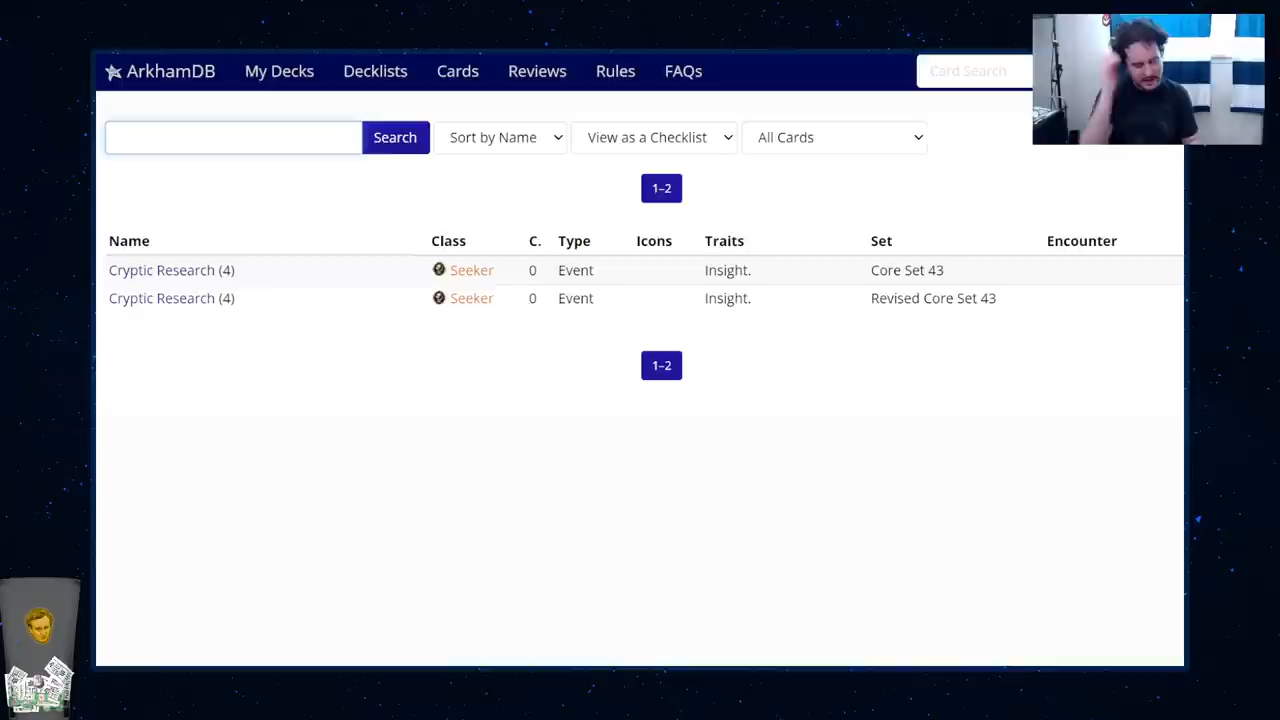 ArkhamDB My Decks Decklists Cards Reviews Rules FAQs Card Search
Search Sort by Name View as a Checklist All Cards
1–2
Name Class C. Type Icons Traits Set Encounter
Cryptic Research (4) Seeker 0 Event Insight. Core Set 43
Cryptic Research (4) Seeker 0 Event Insight. Revised Core Set 43
1–2